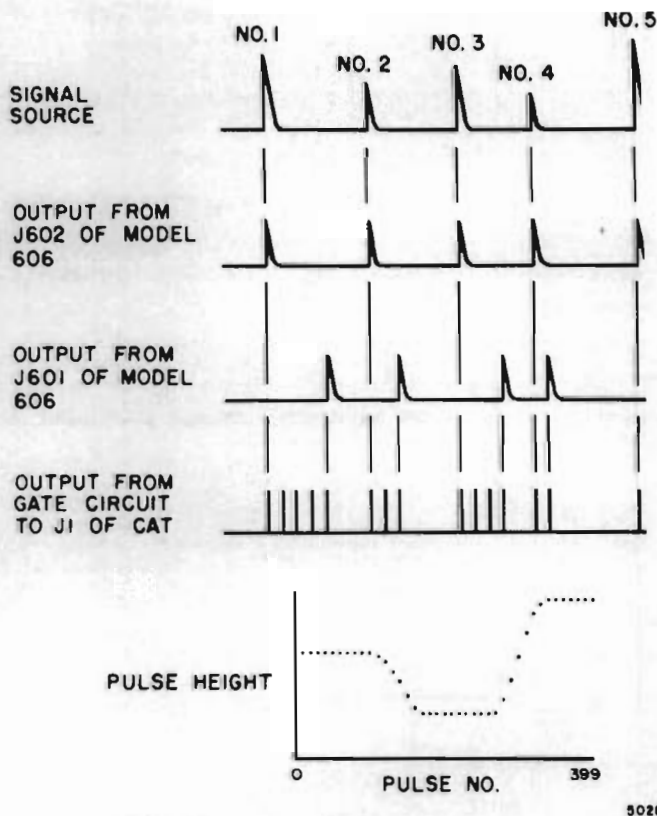 NO. 1
NO. 2
NO. 3
NO. 4
NO. 5
SIGNAL
SOURCE
OUTPUT FROM
J602 OF MODEL
606
OUTPUT FROM
J601 OF MODEL
606
OUTPUT FROM
GATE CIRCUIT
TO J1 OF CAT
PULSE HEIGHT
0
399
PULSE NO.